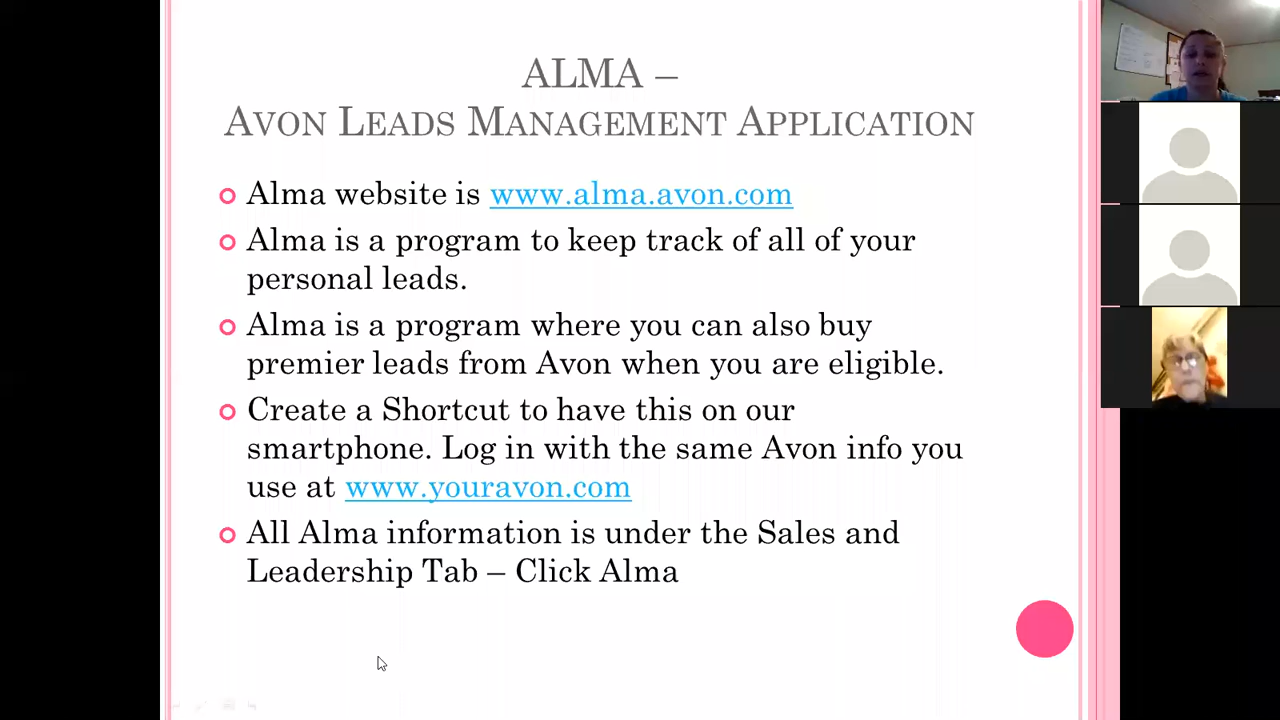 ALMA –
AVON LEADS MANAGEMENT APPLICATION
Alma website is www.alma.avon.com
Alma is a program to keep track of all of your
personal leads.
Alma is a program where you can also buy
premier leads from Avon when you are eligible.
Create a Shortcut to have this on our
smartphone. Log in with the same Avon info you
use at www.youravon.com
All Alma information is under the Sales and
Leadership Tab – Click Alma